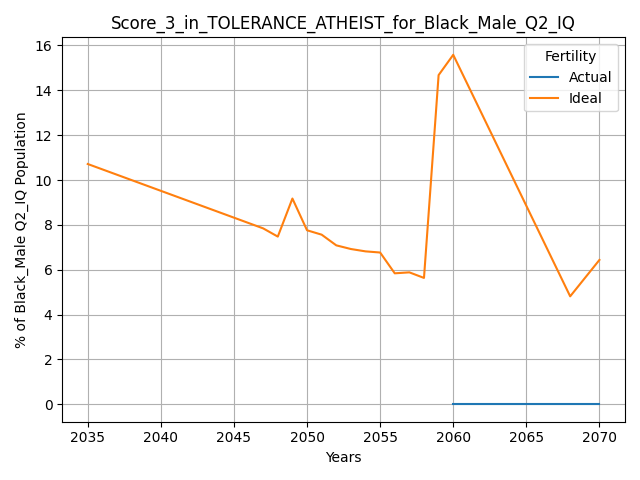 Score_3_in_TOLERANCE_ATHEIST_for_Black_Male_Q2_IQ
Fertility
Actual
Ideal
% of Black_Male Q2_IQ Population
16
14
12
10
8
6
4
2
0
2035 2040 2045 2050 2055 2060 2065 2070
Years